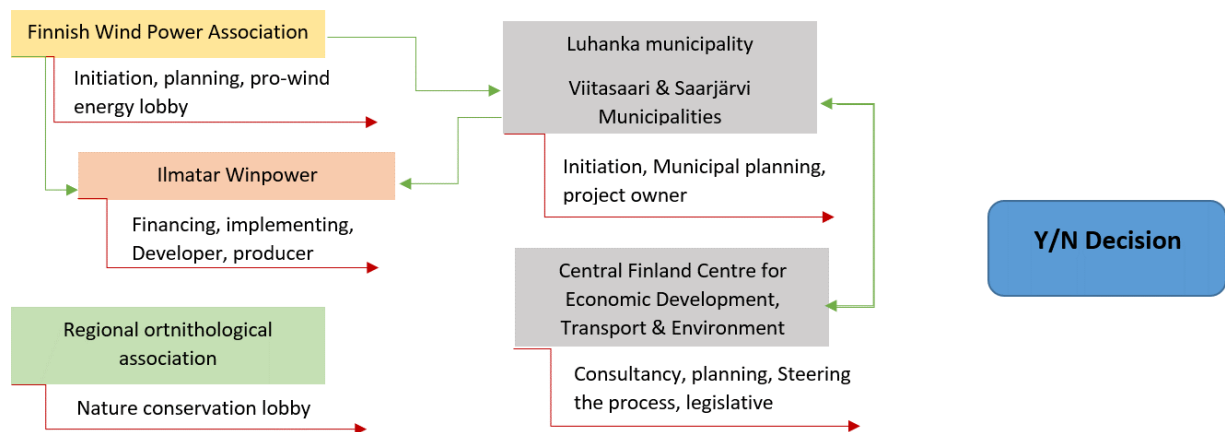 Finnish Wind Power Association
Initiation, planning, pro-wind
energy lobby
Ilmatar Winpower
Financing, implementing,
Developer, producer
Regional ortnithological
association
Nature conservation lobby
Luhanka municipality
Viitasaari & Saarjärvi
Municipalities
Initiation, Municipal planning,
project owner
Central Finland Centre for
Economic Development,
Transport & Environment
Consultancy, planning, Steering
the process, legislative
Y/N Decision